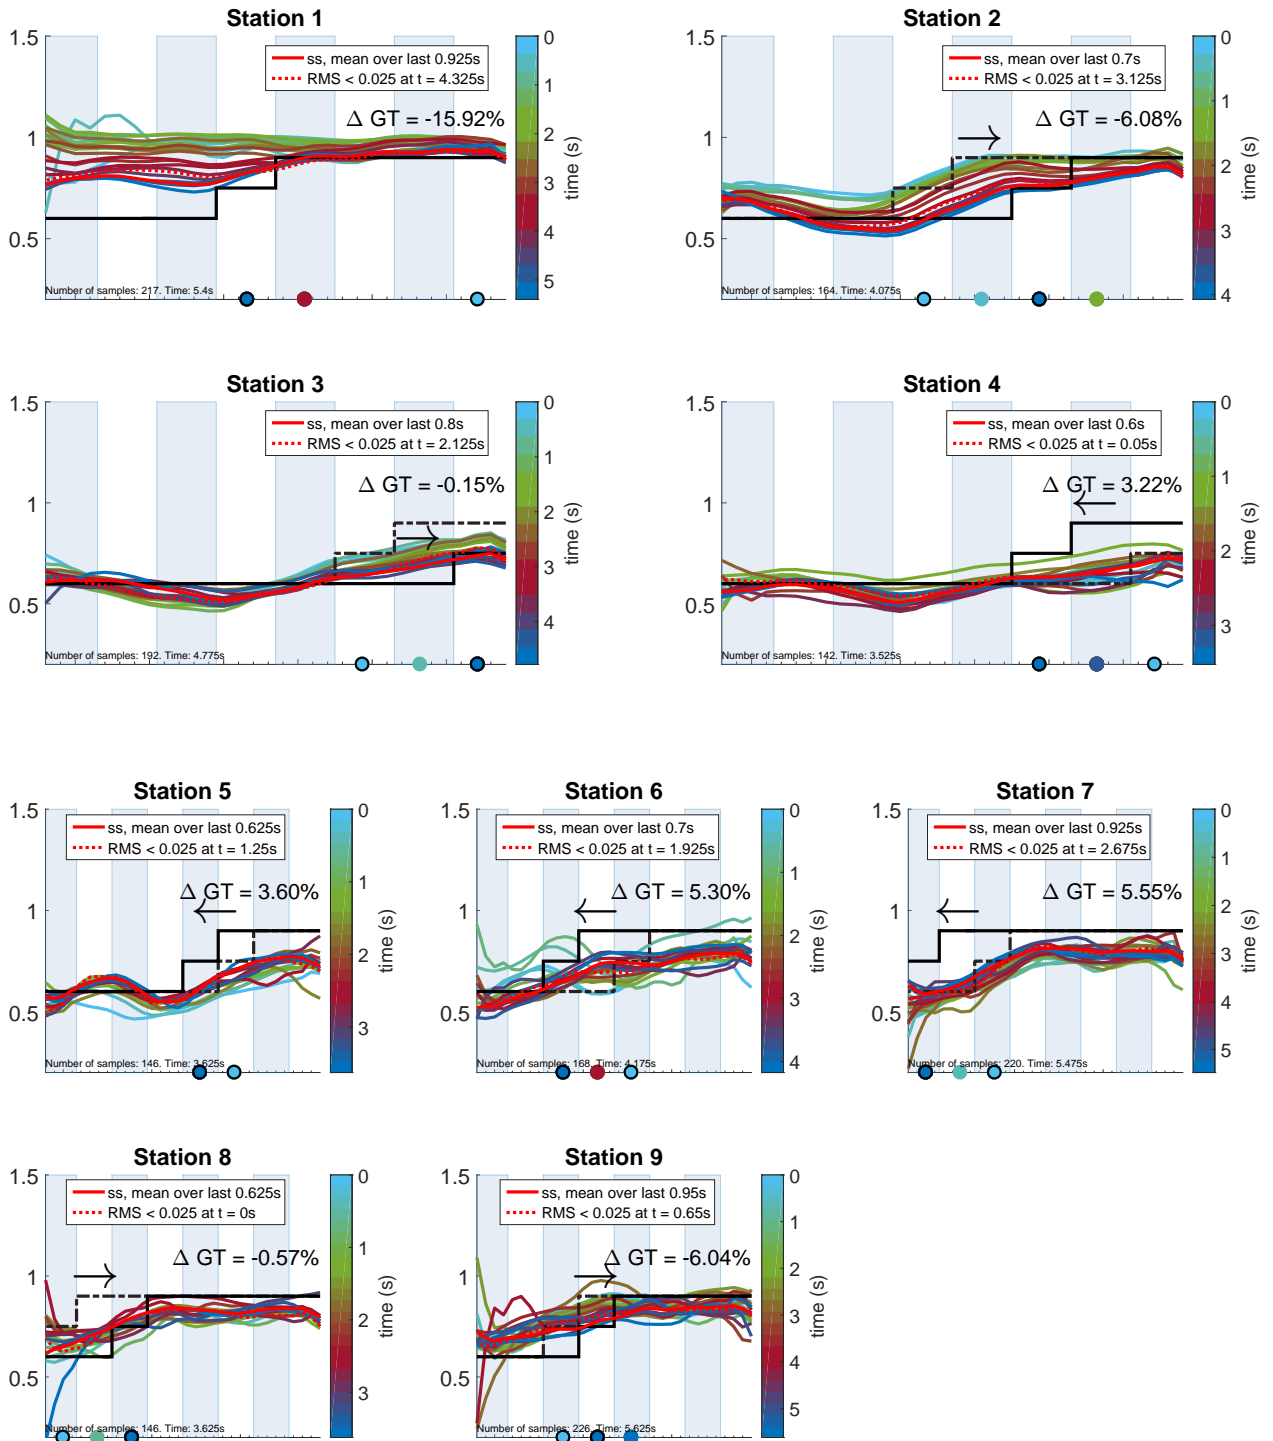 Station 1
1.5
1
0.5
ss, mean over last 0.925s
RMS < 0.025 at t = 4.325s
Δ GT = -15.92%
Number of samples: 217. Time: 5.4s
0
1
2
3
4
5
time (s)
Station 2
1.5
1
0.5
ss, mean over last 0.7s
RMS < 0.025 at t = 3.125s
Δ GT = -6.08%
Number of samples: 164. Time: 4.075s
0
1
2
3
4
time (s)
Station 3
1.5
1
0.5
ss, mean over last 0.8s
RMS < 0.025 at t = 2.125s
Δ GT = -0.15%
Number of samples: 192. Time: 4.775s
0
1
2
3
4
time (s)
Station 4
1.5
1
0.5
ss, mean over last 0.6s
RMS < 0.025 at t = 0.05s
Δ GT = 3.22%
Number of samples: 142. Time: 3.525s
0
1
2
3
time (s)
Station 5
1.5
1
0.5
ss, mean over last 0.625s
RMS < 0.025 at t = 1.25s
Δ GT = 3.60%
Number of samples: 146. Time: 3.625s
0
1
2
3
time (s)
Station 6
1.5
1
0.5
ss, mean over last 0.7s
RMS < 0.025 at t = 1.925s
Δ GT = 5.30%
Number of samples: 168. Time: 4.175s
0
1
2
3
4
time (s)
Station 7
1.5
1
0.5
ss, mean over last 0.925s
RMS < 0.025 at t = 2.675s
Δ GT = 5.55%
Number of samples: 220. Time: 5.475s
0
1
2
3
4
5
time (s)
Station 8
1.5
1
0.5
ss, mean over last 0.625s
RMS < 0.025 at t = 0s
Δ GT = -0.57%
Number of samples: 146. Time: 3.625s
0
1
2
3
time (s)
Station 9
1.5
1
0.5
ss, mean over last 0.95s
RMS < 0.025 at t = 0.65s
Δ GT = -6.04%
Number of samples: 226. Time: 5.625s
0
1
2
3
4
5
time (s)